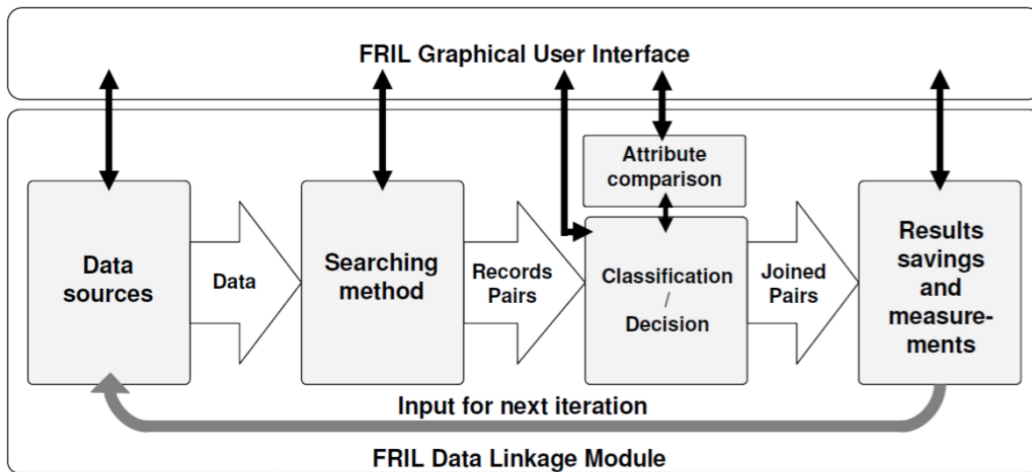 FRIL Graphical User Interface
Attribute
comparison
Data
sources
Data
Searching
method
Records
Pairs
Classification
/
Decision
Joined
Pairs
Results
savings
and
measure-
ments
Input for next iteration
FRIL Data Linkage Module